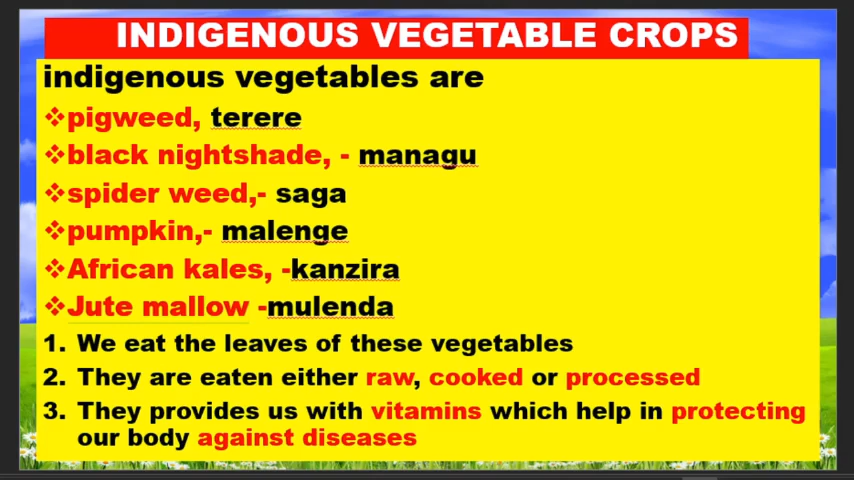 INDIGENOUS VEGETABLE CROPS
indigenous vegetables are
❖pigweed, terere
❖black nightshade, - managu
❖spider weed,- saga
❖pumpkin,- malenge
❖African kales, -kanzira
❖Jute mallow -mulenda
1. We eat the leaves of these vegetables
2. They are eaten either raw, cooked or processed
3. They provides us with vitamins which help in protecting
our body against diseases